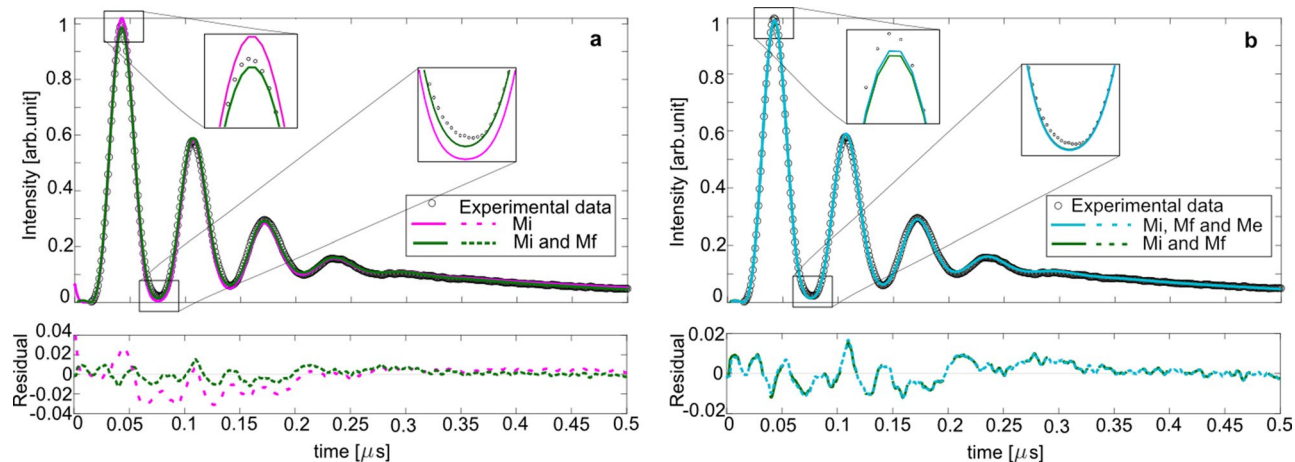 a
1
0.8
0.6
0.4
0.2
0
Intensity [arb.unit]
Experimental data
Mi
Mi and Mf
0.04
0.02
0
-0.02
-0.04
Residual
0 0.05 0.1 0.15 0.2 0.25 0.3 0.35 0.4 0.45 0.5
time [μs]
b
1
0.8
0.6
0.4
0.2
0
Intensity [arb.unit]
Experimental data
Mi, Mf and Me
Mi and Mf
0.02
0
-0.02
Residual
0 0.05 0.1 0.15 0.2 0.25 0.3 0.35 0.4 0.45 0.5
time [μs]